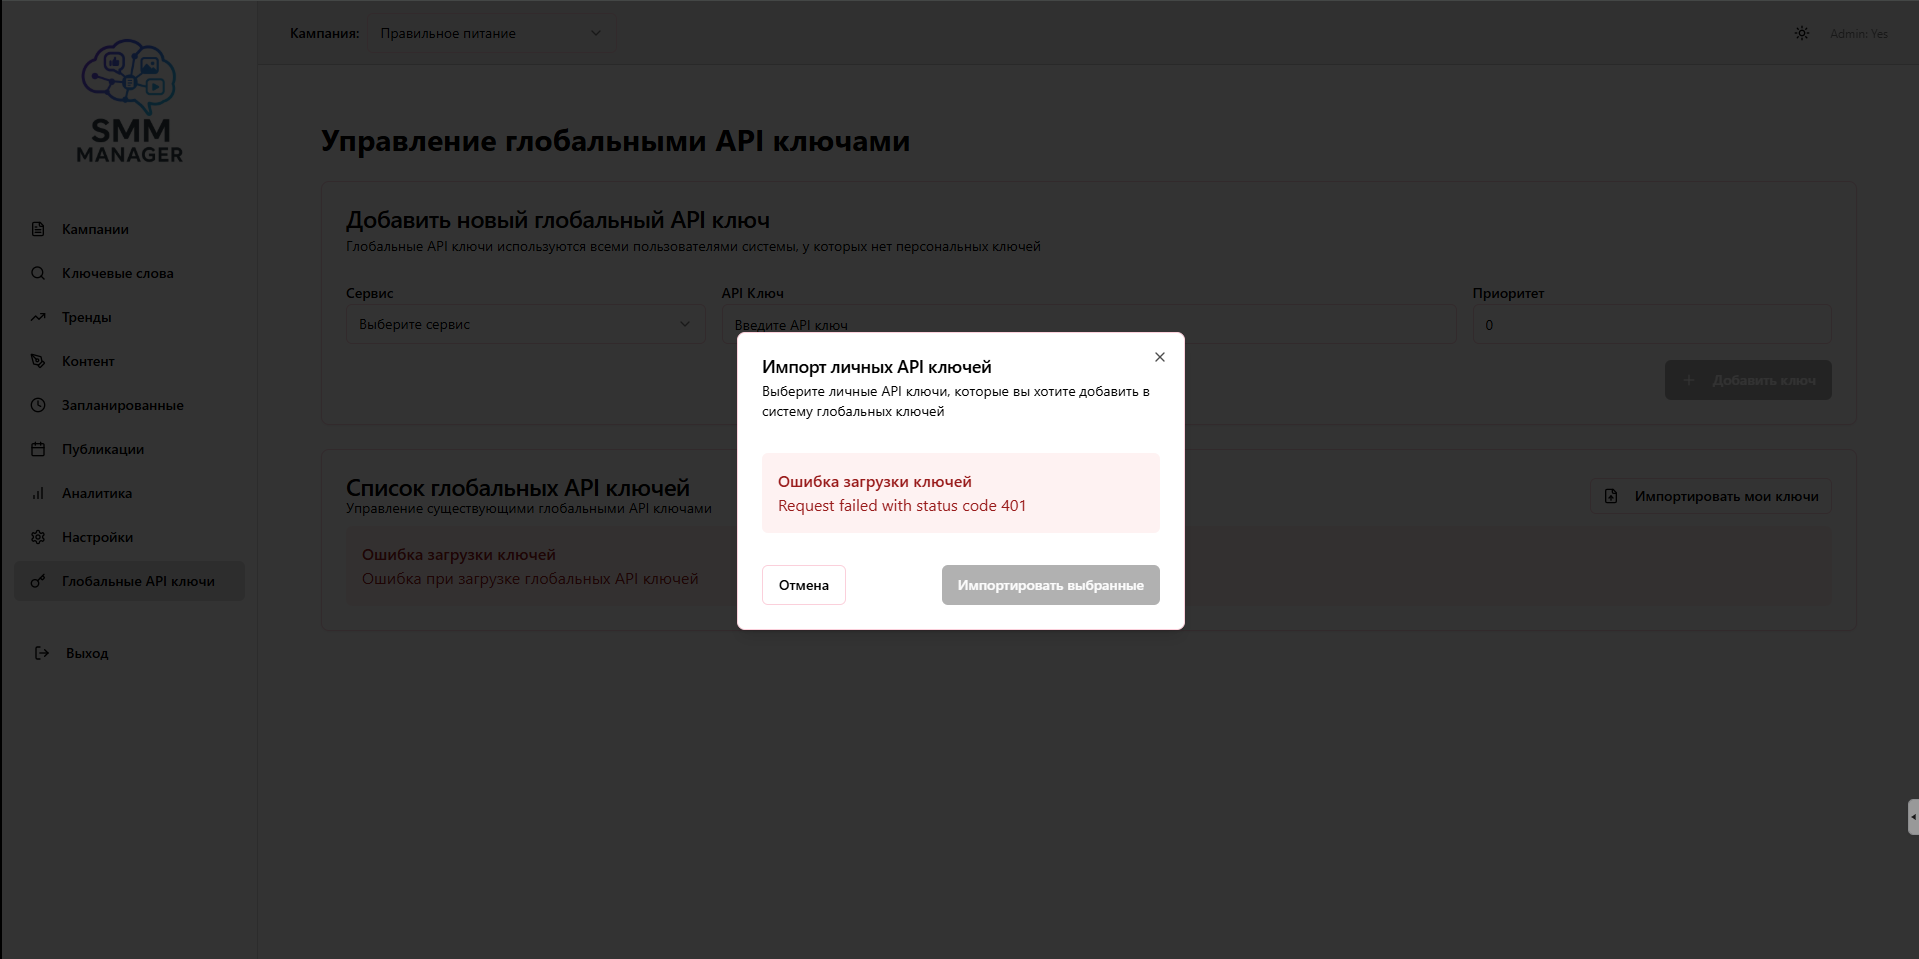 Кампания:
Правильное питание
Admin: Yes
SMM
MANAGER
Кампании
Ключевые слова
Тренды
Контент
Запланированные
Публикации
Аналитика
Настройки
Глобальные API ключи
Выход
Управление глобальными API ключами
Добавить новый глобальный API ключ
Глобальные API ключи используются всеми пользователями системы, у которых нет персональных ключей
Сервис
Выберите сервис
API Ключ
Введите API ключ
Приоритет
0
Добавить ключ
Список глобальных API ключей
Управление существующими глобальными API ключами
Импортировать мои ключи
Ошибка загрузки ключей
Ошибка при загрузке глобальных API ключей
Импорт личных API ключей
Выберите личные API ключи, которые вы хотите добавить в
систему глобальных ключей
Ошибка загрузки ключей
Request failed with status code 401
Отмена
Импортировать выбранные